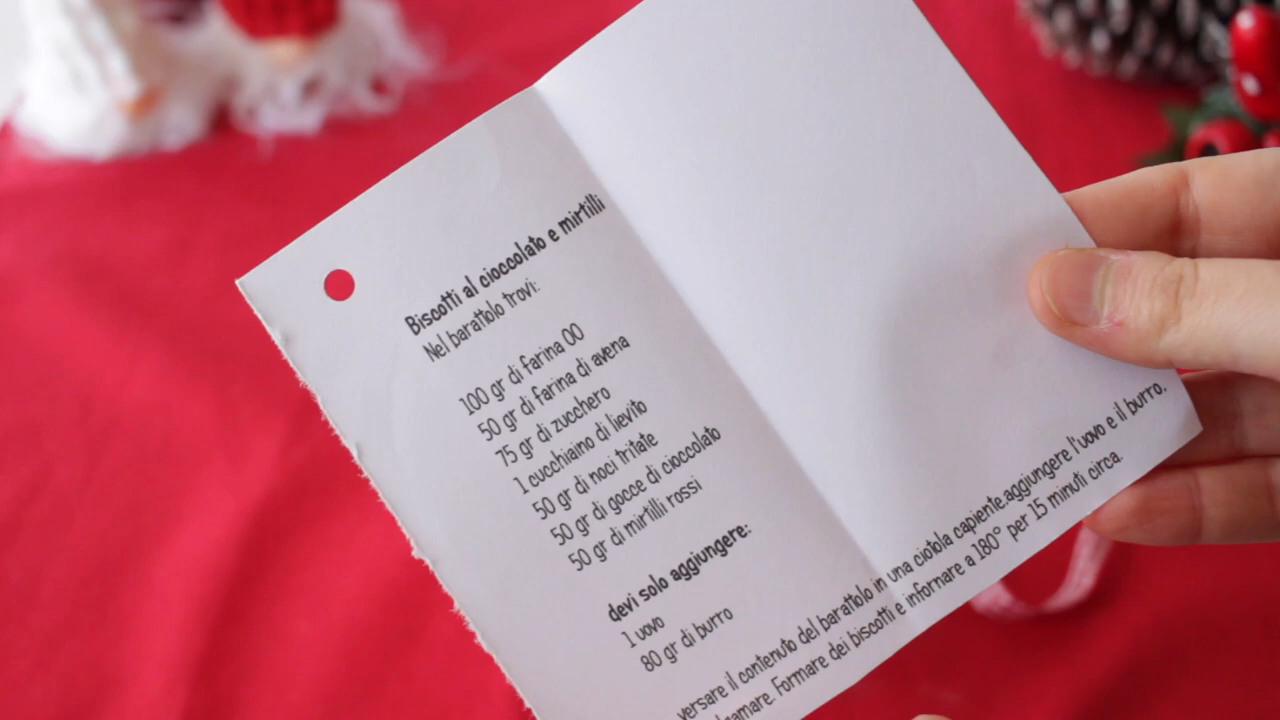 Biscotti al cioccolato e mirtilli
Nel barattolo trovi:
100 gr di farina 00
50 gr di farina di avena
75 gr di zucchero
1 cucchiaino di lievito
50 gr di noci tritate
50 gr di gocce di cioccolato
50 gr di mirtilli rossi
devi solo aggiungere:
1 uovo
80 gr di burro
versare il contenuto del barattolo in una ciotola capiente.aggiungere l'uovo e il burro.
Formare dei biscotti e infornare a 180° per 15 minuti circa.